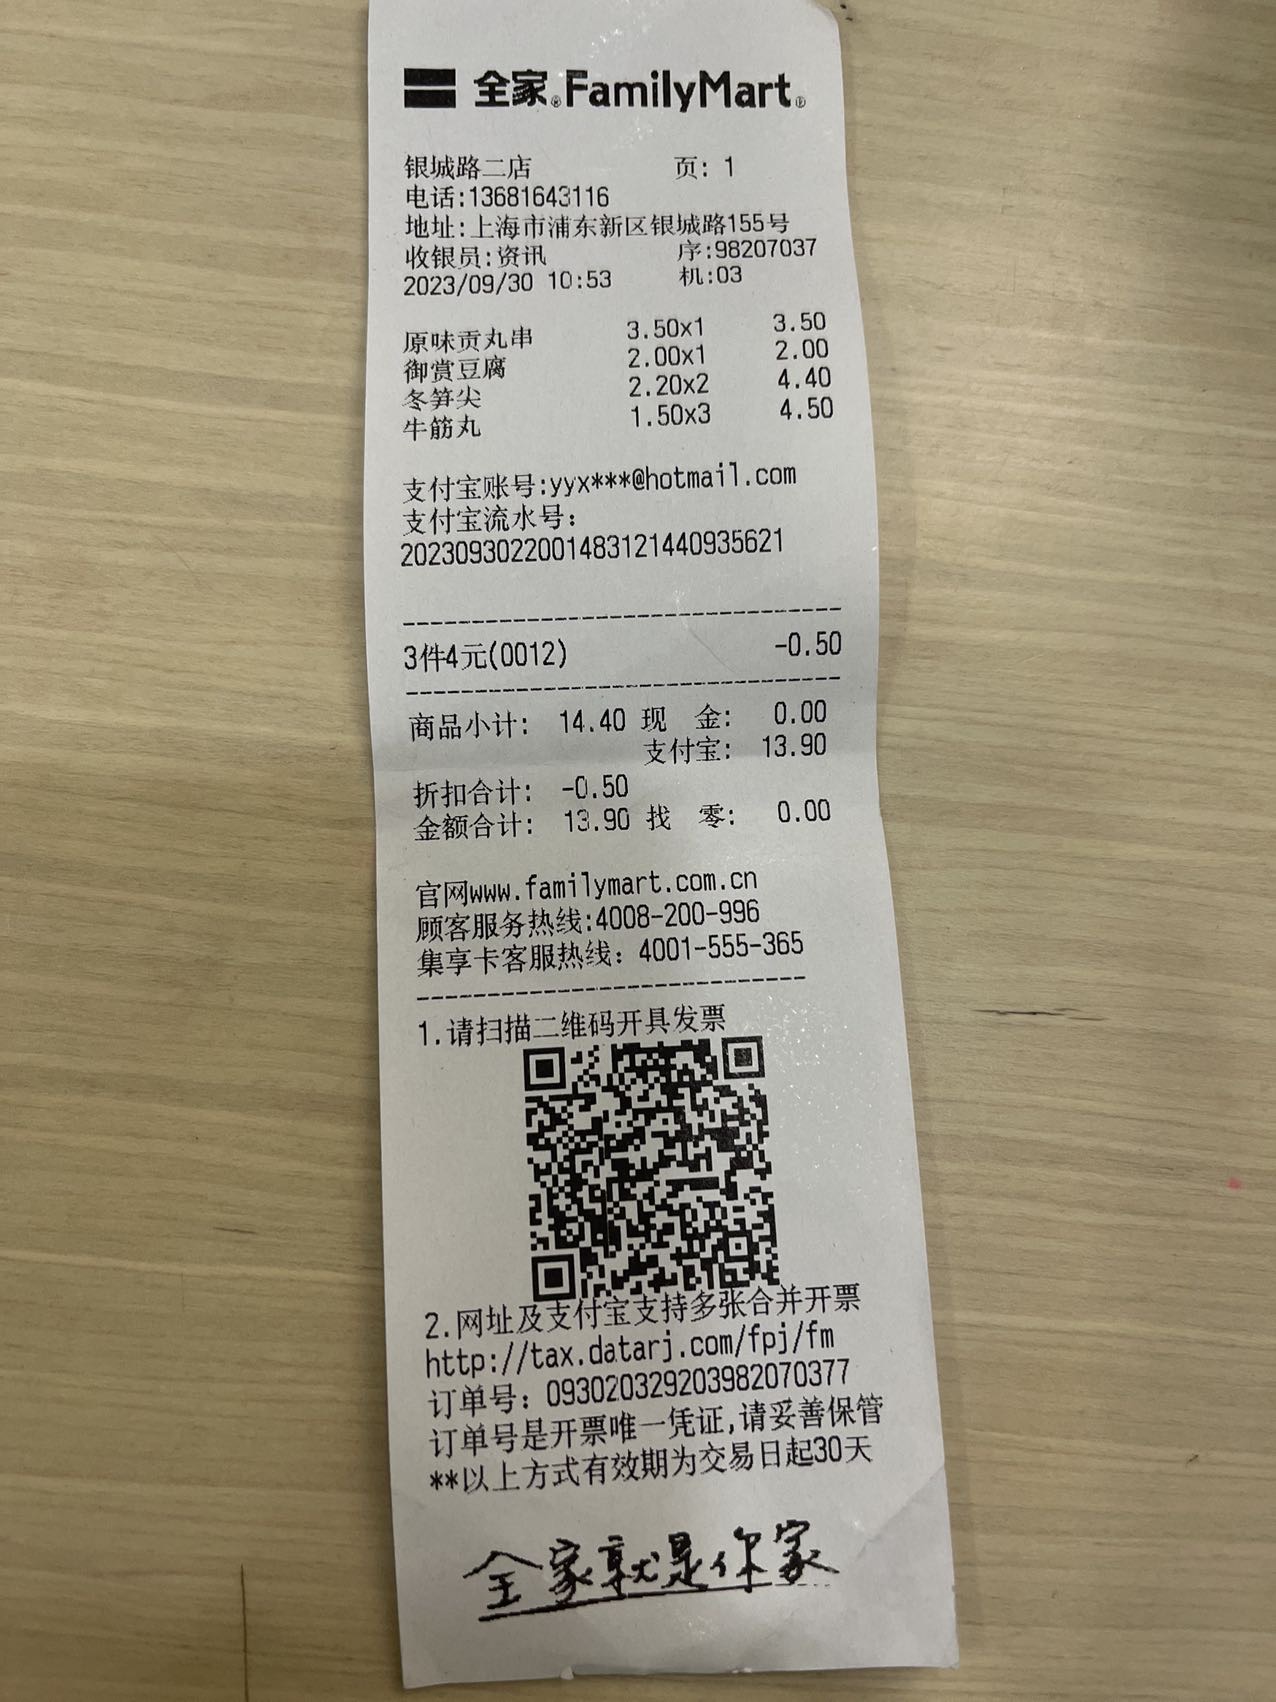 全家®FamilyMart®
银城路二店 页: 1
电话:13681643116
地址:上海市浦东新区银城路155号
收银员:资讯 序:98207037
2023/09/30 10:53 机:03
原味贡丸串 3.50x1 3.50
御赏豆腐 2.00x1 2.00
冬笋尖 2.20x2 4.40
牛筋丸 1.50x3 4.50
支付宝账号:yyx***@hotmail.com
支付宝流水号:
2023093022001483121440935621
3件4元(0012) -0.50
商品小计: 14.40 现 金: 0.00
支付宝: 13.90
折扣合计: -0.50
金额合计: 13.90 找 零: 0.00
官网www.familymart.com.cn
顾客服务热线:4008-200-996
集享卡客服热线: 4001-555-365
1.请扫描二维码开具发票
2.网址及支付宝支持多张合并开票
http://tax.datarj.com/fpj/fm
订单号: 093020329203982070377
订单号是开票唯一凭证,请妥善保管
**以上方式有效期为交易日起30天
全家就是你家